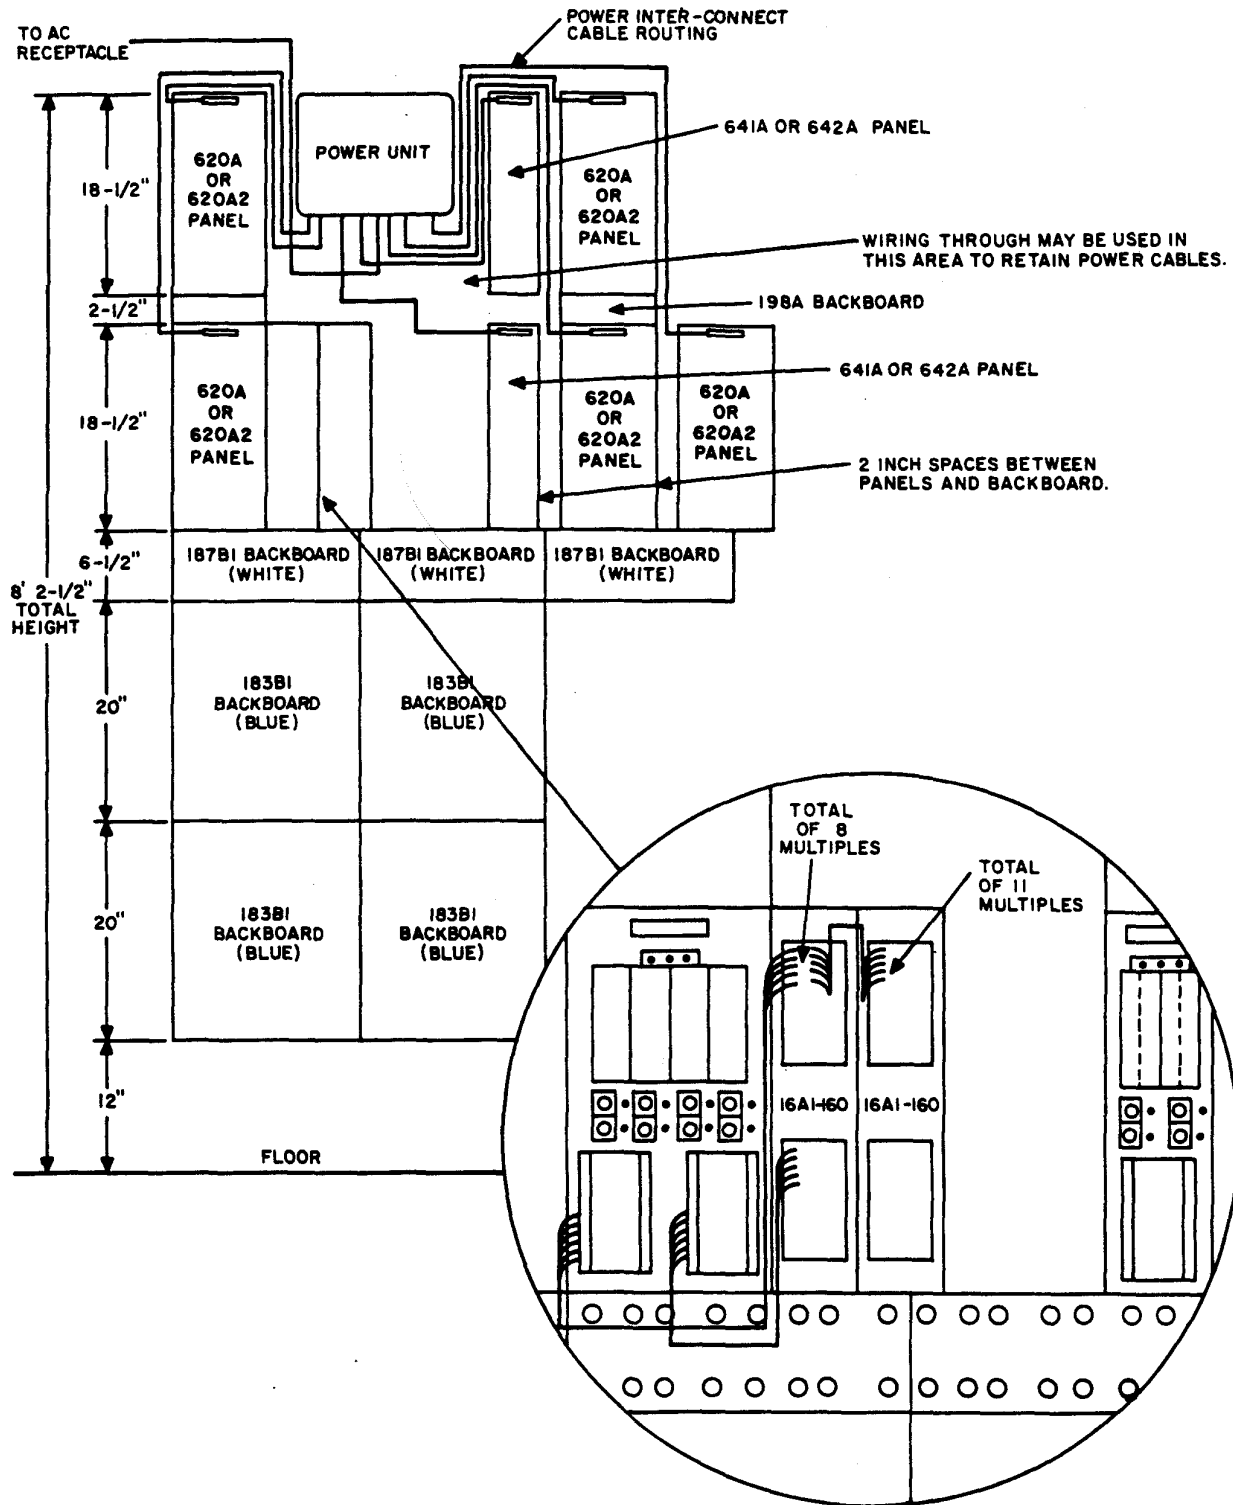 TO AC
RECEPTACLE
POWER INTER-CONNECT
CABLE ROUTING
18-1/2"
620A
OR
620A2
PANEL
POWER UNIT
641A OR 642A PANEL
620A
OR
620A2
PANEL
WIRING THROUGH MAY BE USED IN
THIS AREA TO RETAIN POWER CABLES.
2-1/2"
198A BACKBOARD
18-1/2"
620A
OR
620A2
PANEL
641A OR 642A PANEL
620A
OR
620A2
PANEL
620A
OR
620A2
PANEL
2 INCH SPACES BETWEEN
PANELS AND BACKBOARD.
6-1/2"
187B1 BACKBOARD
(WHITE)
187B1 BACKBOARD
(WHITE)
187B1 BACKBOARD
(WHITE)
8' 2-1/2"
TOTAL
HEIGHT
20"
183B1
BACKBOARD
(BLUE)
183B1
BACKBOARD
(BLUE)
20"
183B1
BACKBOARD
(BLUE)
183B1
BACKBOARD
(BLUE)
12"
FLOOR
TOTAL
OF 8
MULTIPLES
TOTAL
OF 11
MULTIPLES
16A1-160
16A1-160